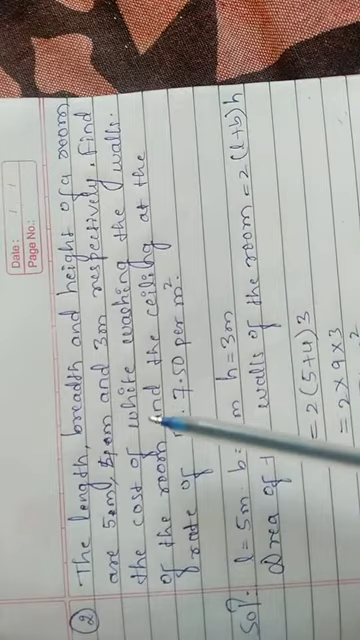 Date: / /
Page No.:
② The length, breadth and height of a room
are 5m, 4m and 3m respectively. Find
the cost of white washing the walls
of the room and the ceiling at the
rate of . 7.50 per m².
Solⁿ. l = 5m b = m h = 3m
Area of walls of the room = 2(l+b)h
= 2(5+4)3
= 2×9×3